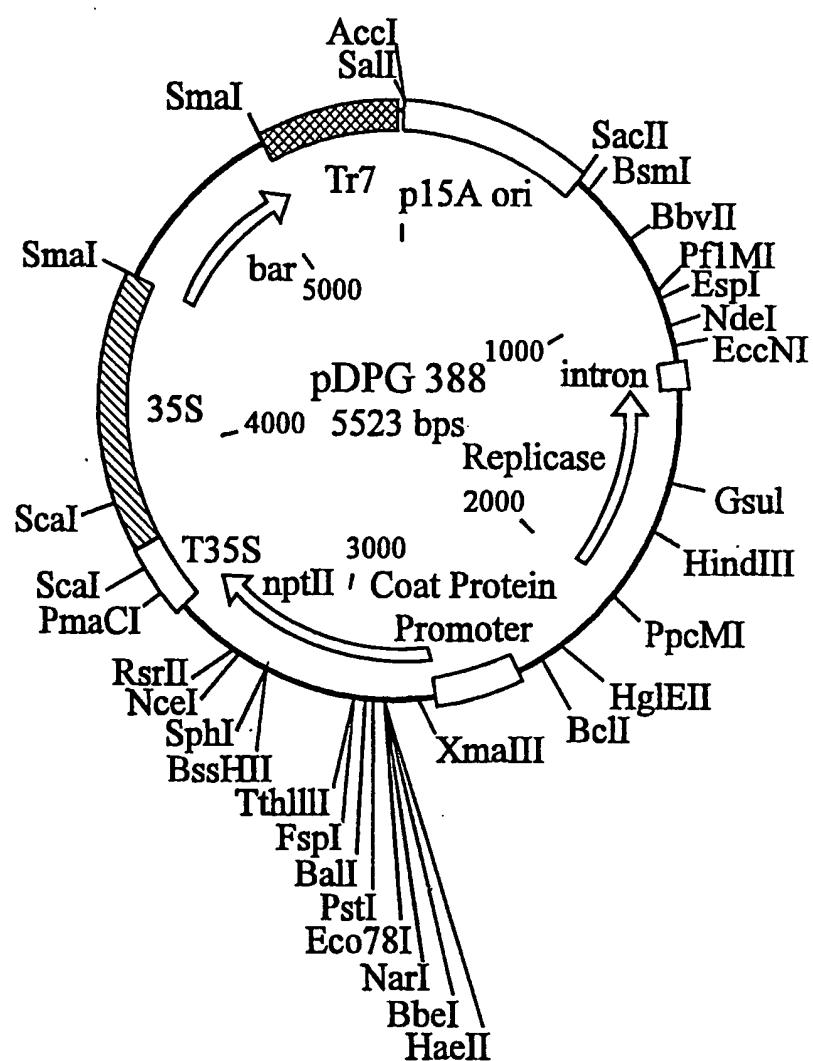 AccI
SalI
SmaI
SacII
BsmI
Tr7
p15A ori
BbvII
SmaI
bar
5000
Pf1MI
EspI
NdeI
EccNI
1000
intron
pDPG 388
35S
4000
5523 bps
Replicase
2000
GsuI
ScaI
HindIII
T35S
3000
ScaI
nptII
Coat Protein
PmaCI
Promoter
PpcMI
RsrII
NceI
HglEII
SphI
BclI
BssHII
XmaIII
TthlllI
FspI
BalI
PstI
Eco78I
NarI
BbeI
HaeII